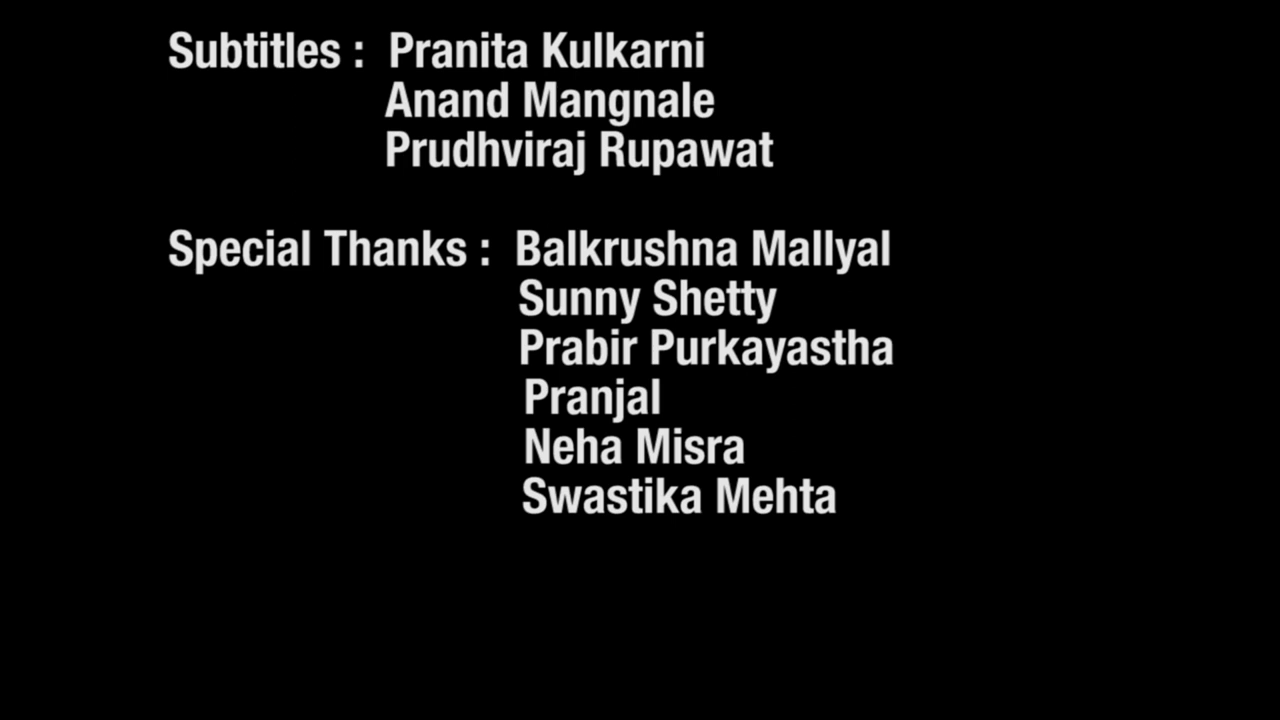 Subtitles : Pranita Kulkarni
Anand Mangnale
Prudhviraj Rupawat
Special Thanks : Balkrushna Mallyal
Sunny Shetty
Prabir Purkayastha
Pranjal
Neha Misra
Swastika Mehta